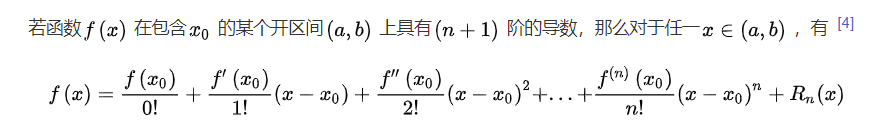 若函数 f(x) 在包含 x₀ 的某个开区间 (a, b) 上具有 (n + 1) 阶的导数，那么对于任一 x ∈ (a, b) ，有 [4]
f(x) = f(x₀)/0! + f′(x₀)/1! (x − x₀) + f″(x₀)/2! (x − x₀)² +...+ f⁽ⁿ⁾(x₀)/n! (x − x₀)ⁿ + Rₙ(x)